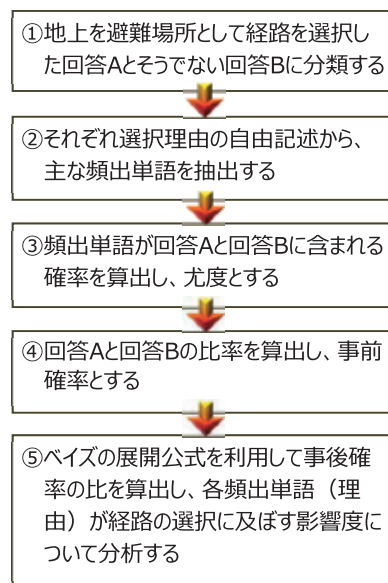 ①地上を避難場所として経路を選択し
た回答Aとそうでない回答Bに分類する
②それぞれ選択理由の自由記述から、
主な頻出単語を抽出する
③頻出単語が回答Aと回答Bに含まれる
確率を算出し、尤度とする
④回答Aと回答Bの比率を算出し、事前
確率とする
⑤ベイズの展開公式を利用して事後確
率の比を算出し、各頻出単語（理
由）が経路の選択に及ぼす影響度に
ついて分析する